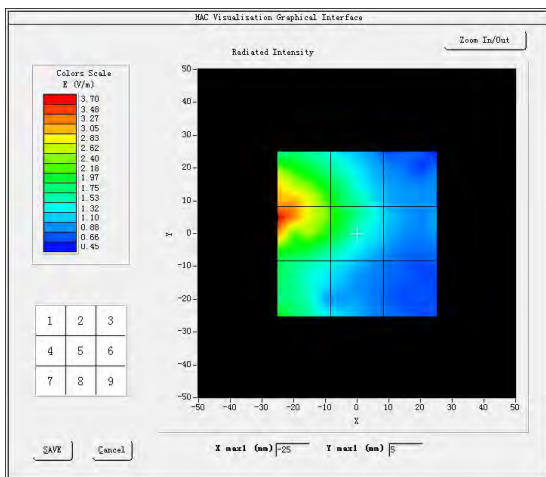 HAC Visualisation Graphical Interface
Zoom In/Out
Radiated Intensity
Colors Scale
E (V/m)
3.70
3.48
3.27
3.05
2.83
2.62
2.40
2.18
1.97
1.75
1.53
1.32
1.10
0.88
0.66
0.45
1 2 3
4 5 6
7 8 9
50
40
30
20
10
0
-10
-20
-30
-40
-50
Y
-50 -40 -30 -20 -10 0 10 20 30 40 50
X
SAVE Cancel
X max1 (mm) -25 Y max1 (mm) 5